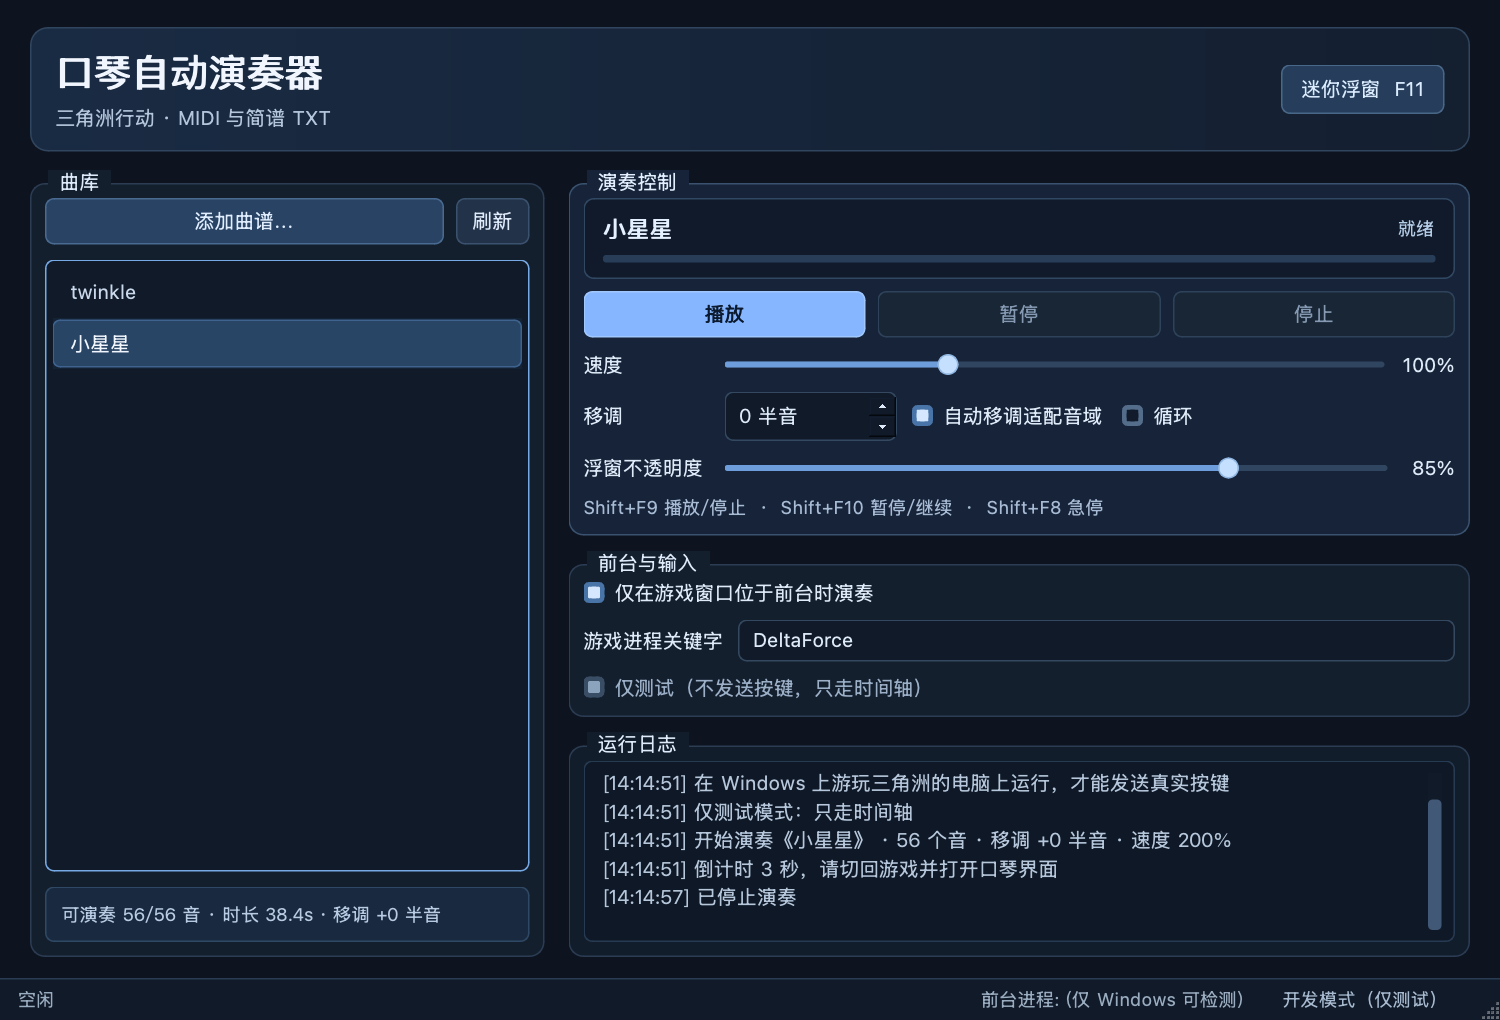 口琴自动演奏器
三角洲行动 · MIDI 与简谱 TXT
迷你浮窗 F11
曲库
添加曲谱...
刷新
twinkle
小星星
可演奏 56/56 音 · 时长 38.4s · 移调 +0 半音
演奏控制
小星星
就绪
播放
暂停
停止
速度
100%
移调
0 半音
自动移调适配音域
循环
浮窗不透明度
85%
Shift+F9 播放/停止 · Shift+F10 暂停/继续 · Shift+F8 急停
前台与输入
仅在游戏窗口位于前台时演奏
游戏进程关键字
DeltaForce
仅测试（不发送按键，只走时间轴）
运行日志
[14:14:51] 在 Windows 上游玩三角洲的电脑上运行，才能发送真实按键
[14:14:51] 仅测试模式：只走时间轴
[14:14:51] 开始演奏《小星星》 · 56 个音 · 移调 +0 半音 · 速度 200%
[14:14:51] 倒计时 3 秒，请切回游戏并打开口琴界面
[14:14:57] 已停止演奏
空闲
前台进程: (仅 Windows 可检测)
开发模式（仅测试）